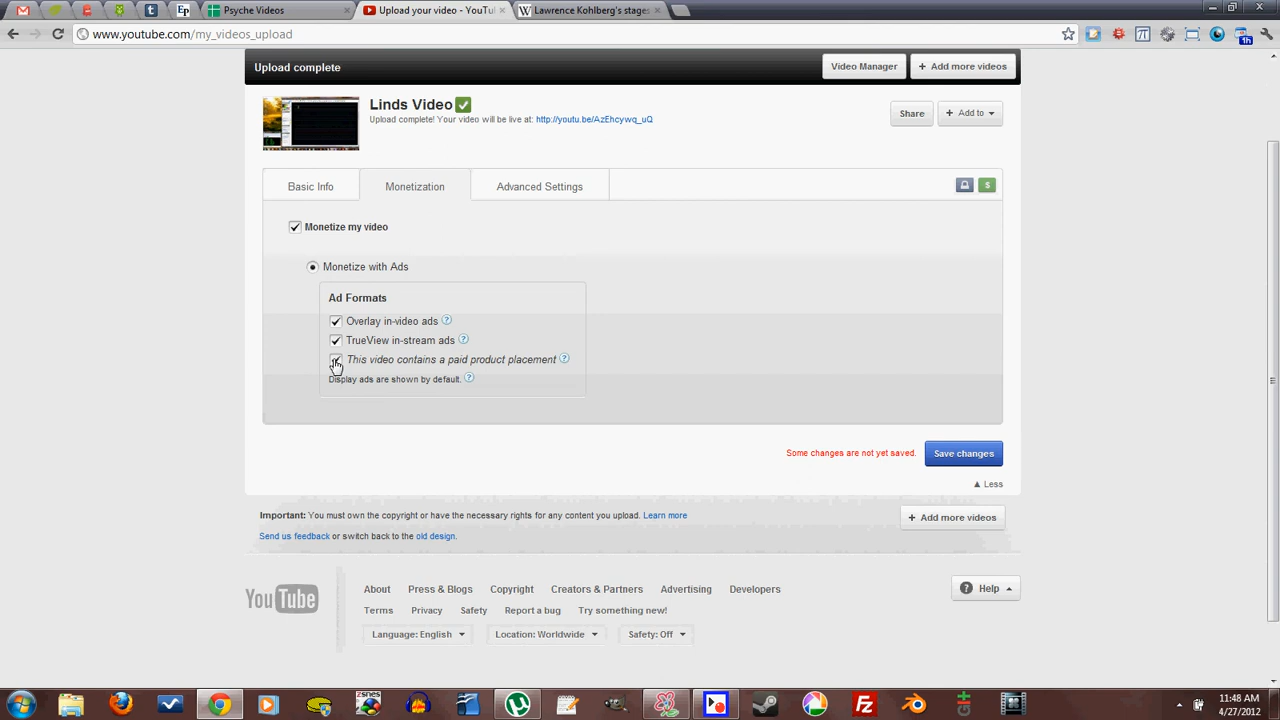 Psyche Videos
Upload your video - YouTu
Lawrence Kohlberg's stages
www.youtube.com/my_videos_upload
Upload complete
Video Manager
+ Add more videos
Linds Video
Upload complete! Your video will be live at: http://youtu.be/AzEhcywq_uQ
Share
+ Add to
Basic Info
Monetization
Advanced Settings
$
Monetize my video
Monetize with Ads
Ad Formats
Overlay in-video ads ?
TrueView in-stream ads ?
This video contains a paid product placement ?
Display ads are shown by default. ?
Some changes are not yet saved.
Save changes
▲ Less
Important: You must own the copyright or have the necessary rights for any content you upload. Learn more
+ Add more videos
Send us feedback or switch back to the old design.
YouTube
About Press & Blogs Copyright Creators & Partners Advertising Developers
? Help
Terms Privacy Safety Report a bug Try something new!
Language: English
Location: Worldwide
Safety: Off
11:48 AM
4/27/2012